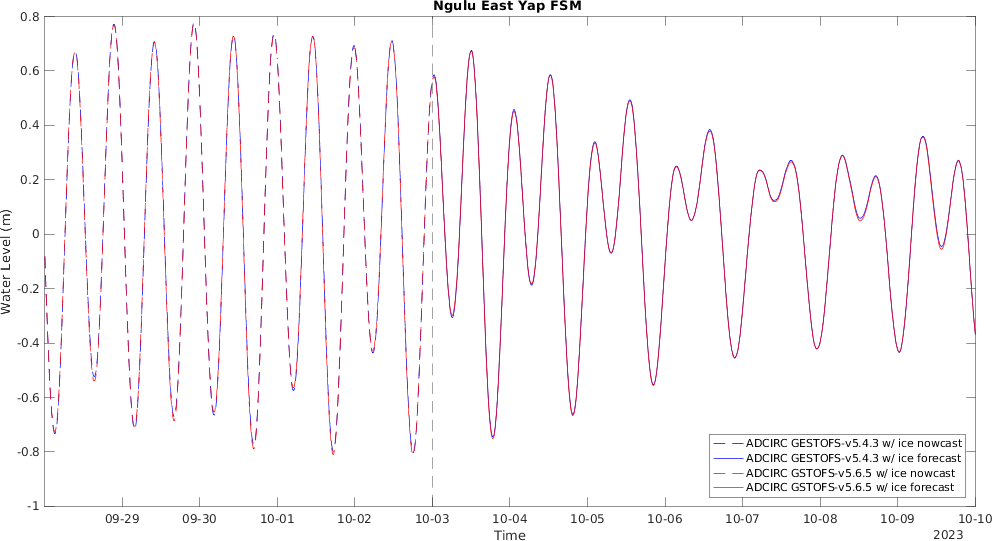 Ngulu East Yap FSM
0.8
0.6
0.4
0.2
0
-0.2
-0.4
-0.6
-0.8
-1
Water Level (m)
ADCIRC GESTOFS-v5.4.3 w/ ice nowcast
ADCIRC GESTOFS-v5.4.3 w/ ice forecast
ADCIRC GSTOFS-v5.6.5 w/ ice nowcast
ADCIRC GSTOFS-v5.6.5 w/ ice forecast
09-29 09-30 10-01 10-02 10-03 10-04 10-05 10-06 10-07 10-08 10-09 10-10
Time
2023